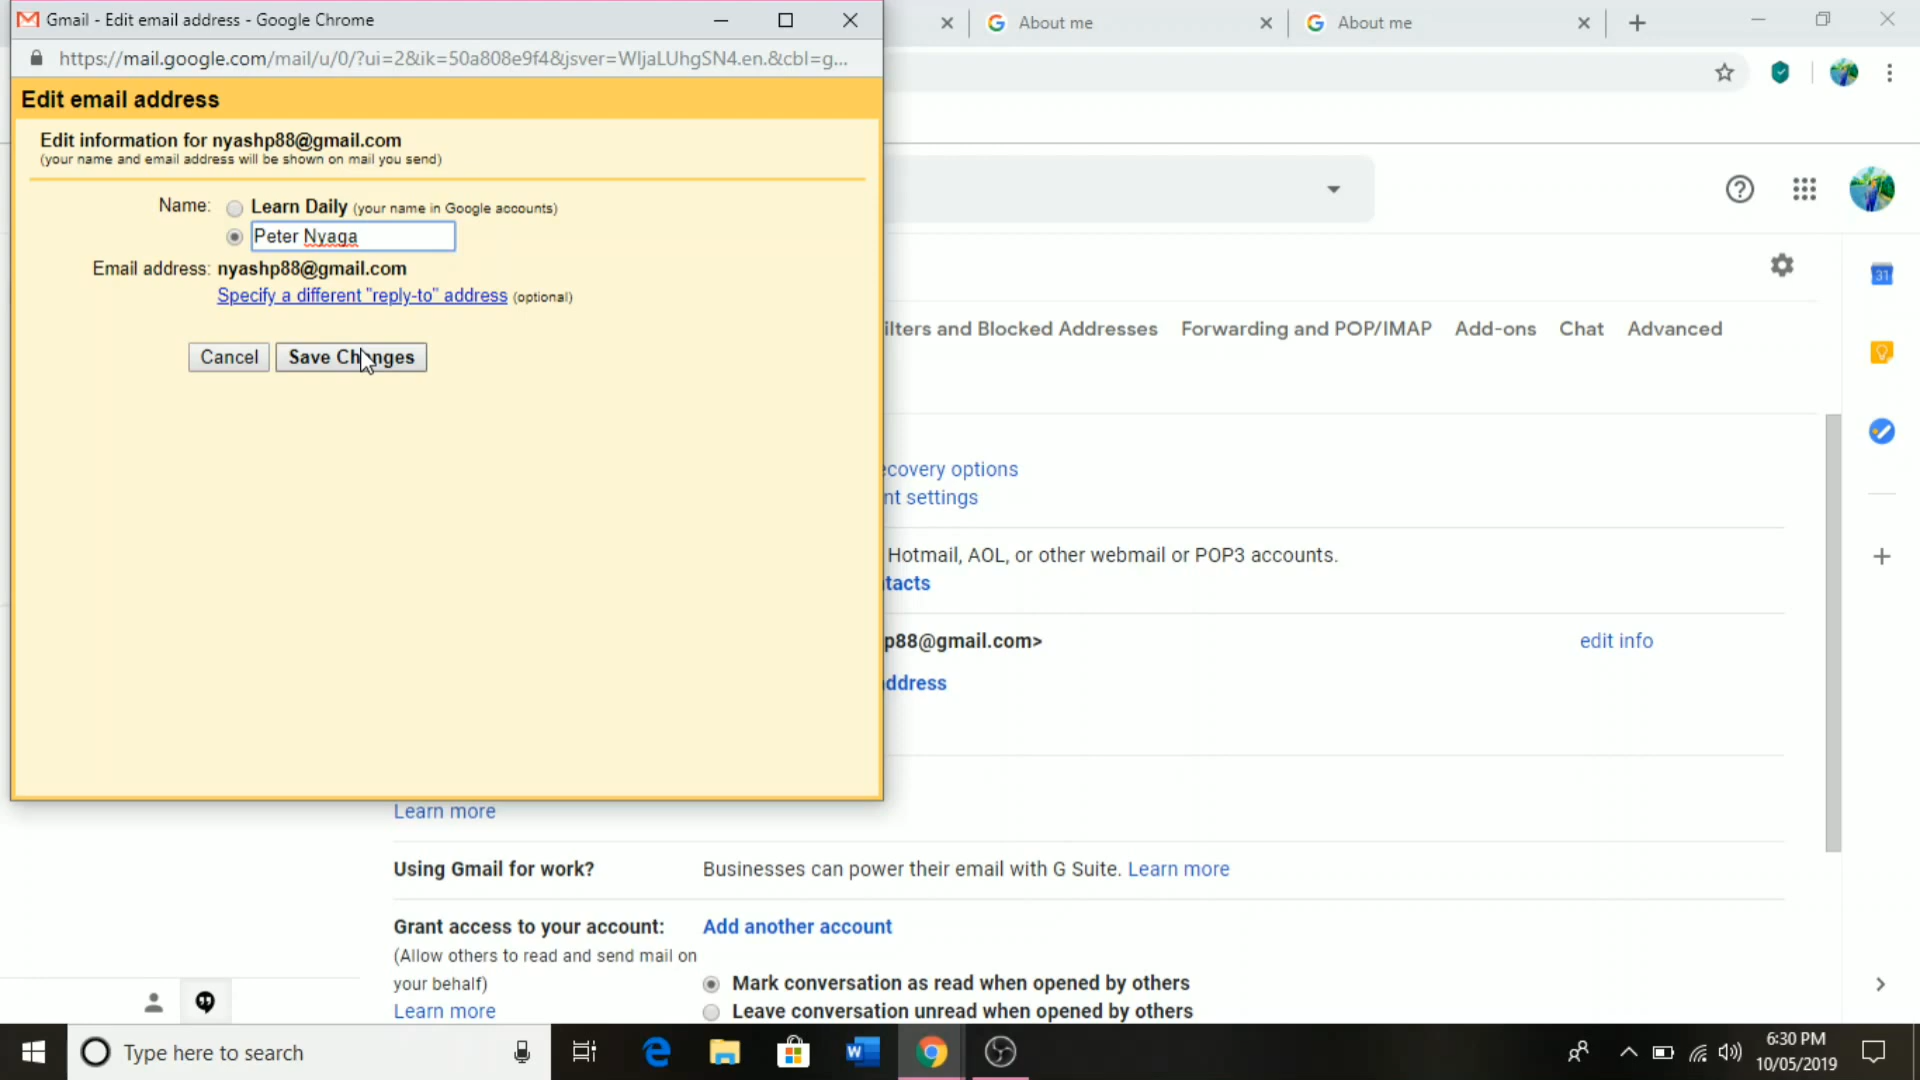 Gmail - Edit email address - Google Chrome
About me
About me
https://mail.google.com/mail/u/0/?ui=2&ik=50a808e9f4&jsver=WljaLUhgSN4.en.&cbl=g...
Edit email address
Edit information for nyashp88@gmail.com
(your name and email address will be shown on mail you send)
Name: Learn Daily (your name in Google accounts)
Peter Nyaga
Email address: nyashp88@gmail.com
Specify a different "reply-to" address (optional)
Cancel Save Changes
31
ilters and Blocked Addresses Forwarding and POP/IMAP Add-ons Chat Advanced
ecovery options
nt settings
Hotmail, AOL, or other webmail or POP3 accounts.
tacts
p88@gmail.com> edit info
address
Learn more
Using Gmail for work? Businesses can power their email with G Suite. Learn more
Grant access to your account: Add another account
(Allow others to read and send mail on
your behalf) Mark conversation as read when opened by others
Learn more Leave conversation unread when opened by others
Type here to search
6:30 PM
10/05/2019